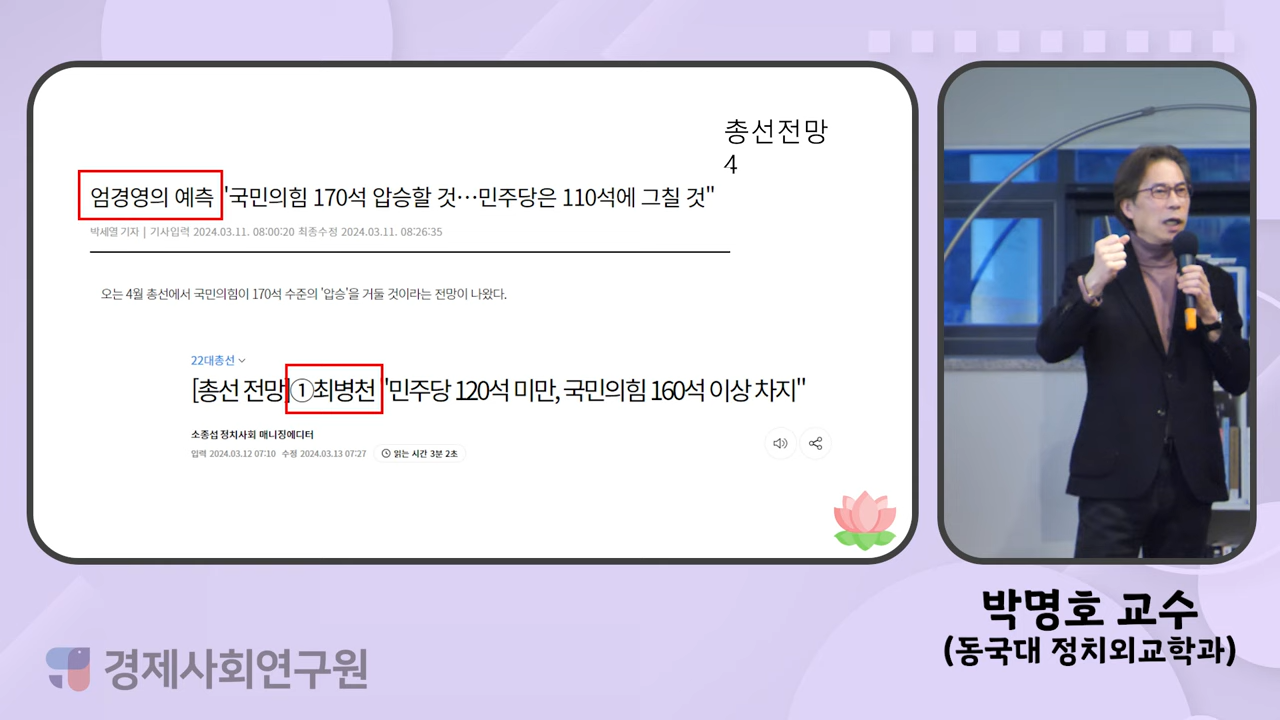 총선전망
4
엄경영의 예측 '국민의힘 170석 압승할 것…민주당은 110석에 그칠 것"
박세열 기자 | 기사입력 2024.03.11. 08:00:20 최종수정 2024.03.11. 08:26:35
오는 4월 총선에서 국민의힘이 170석 수준의 '압승'을 거둘 것이라는 전망이 나왔다.
22대총선
[총선 전망]①최병천 "민주당 120석 미만, 국민의힘 160석 이상 차지"
소종섭 정치사회 매니징에디터
입력 2024.03.12 07:10 수정 2024.03.13 07:27 읽는 시간 3분 2초
박명호 교수
(동국대 정치외교학과)
경제사회연구원